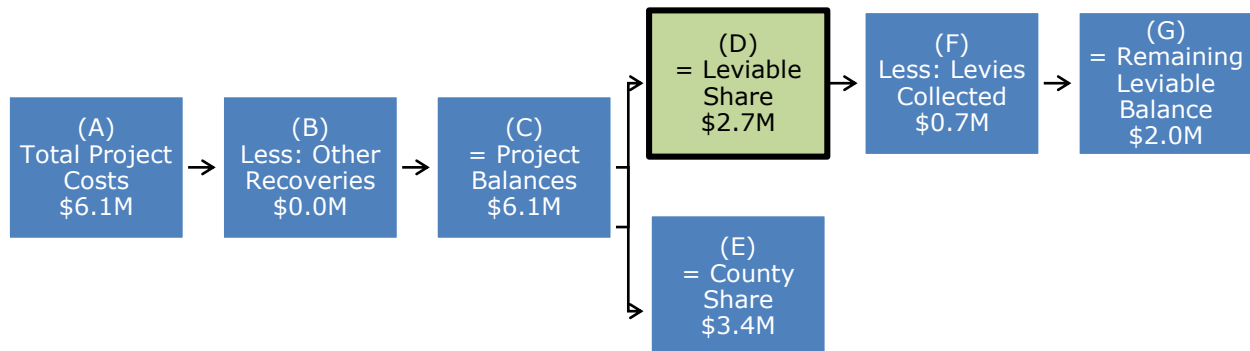 (A)
Total Project
Costs
$6.1M
(B)
Less: Other
Recoveries
$0.0M
(C)
= Project
Balances
$6.1M
(D)
= Leviable
Share
$2.7M
(E)
= County
Share
$3.4M
(F)
Less: Levies
Collected
$0.7M
(G)
= Remaining
Leviable
Balance
$2.0M